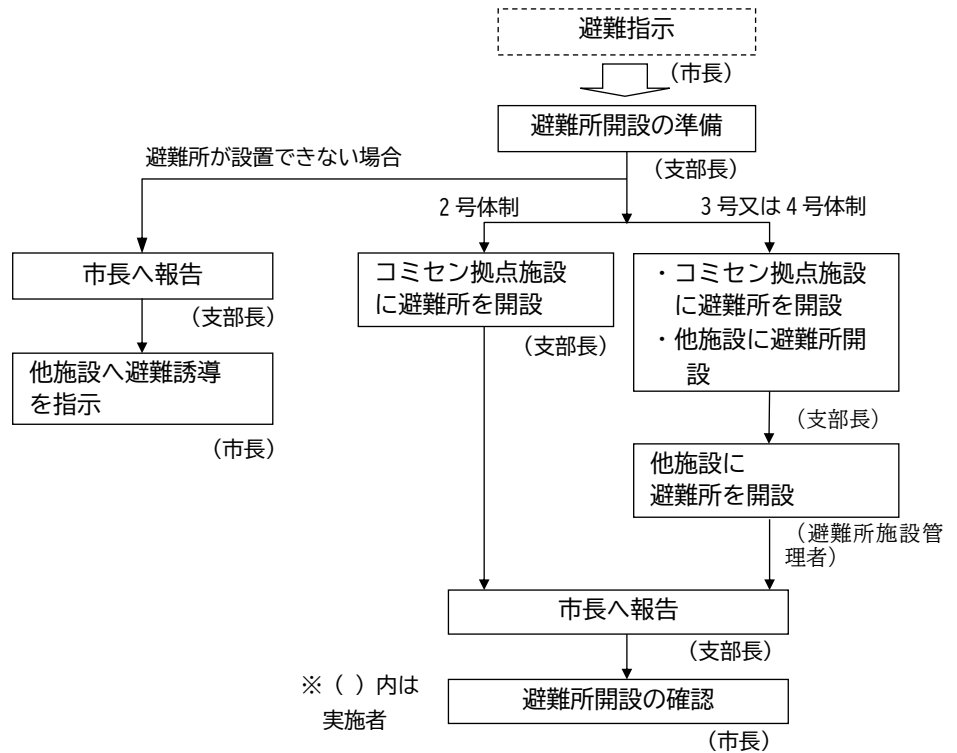 避難指示
（市長）
避難所開設の準備
（支部長）
避難所が設置できない場合
2 号体制
3 号又は 4 号体制
市長へ報告
（支部長）
他施設へ避難誘導
を指示
（市長）
コミセン拠点施設
に避難所を開設
（支部長）
・コミセン拠点施設
に避難所を開設
・他施設に避難所開
設
（支部長）
他施設に
避難所を開設
（避難所施設管
理者）
市長へ報告
（支部長）
避難所開設の確認
（市長）
※（ ）内は
実施者